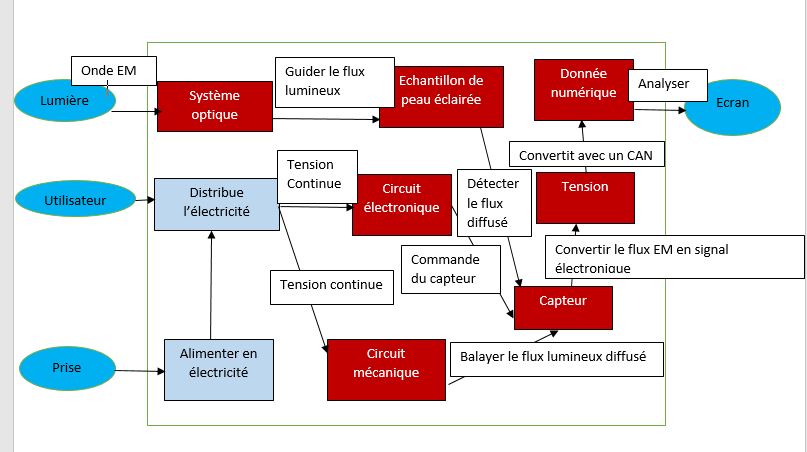 Onde EM
Lumière
Système
optique
Guider le flux
lumineux
Echantillon de
peau éclairée
Donnée
numérique
Analyser
Ecran
Convertit avec un CAN
Utilisateur
Distribue
l’électricité
Tension
Continue
Circuit
électronique
Détecter
le flux
diffusé
Tension
Commande
du capteur
Convertir le flux EM en signal
électronique
Tension continue
Capteur
Prise
Alimenter en
électricité
Circuit
mécanique
Balayer le flux lumineux diffusé